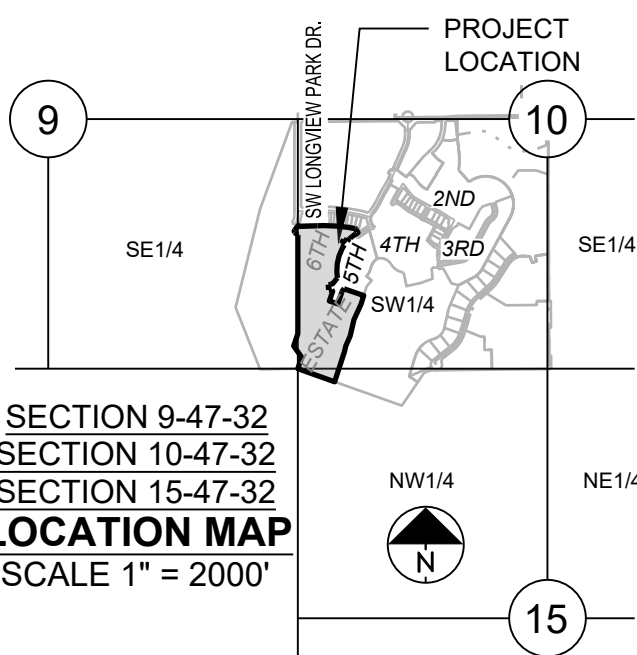 PROJECT
LOCATION
SW LONGVIEW PARK DR.
9
10
2ND
6TH
5TH
4TH
3RD
SE1/4
SE1/4
SW1/4
ESTATE
SECTION 9-47-32
SECTION 10-47-32
SECTION 15-47-32
LOCATION MAP
SCALE 1" = 2000'
NW1/4
NE1/4
N
15